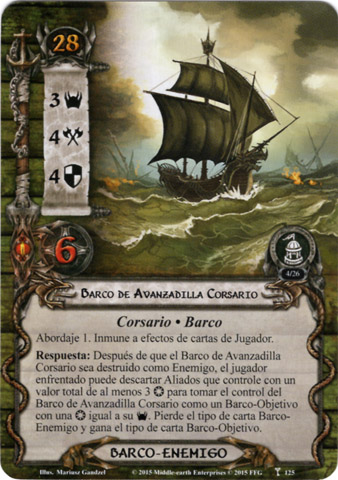 28
3
4
4
6
4/26
Barco de Avanzadilla Corsario
Corsario • Barco
Abordaje 1. Inmune a efectos de cartas de Jugador.
Respuesta: Después de que el Barco de Avanzadilla
Corsario sea destruido como Enemigo, el jugador
enfrentado puede descartar Aliados que controle con un
valor total de al menos 3 para tomar el control del
Barco de Avanzadilla Corsario como un Barco-Objetivo
con una igual a su . Pierde el tipo de carta Barco-
Enemigo y gana el tipo de carta Barco-Objetivo.
Barco-Enemigo
Illus. Mariusz Gandzel © 2015 Middle-earth Enterprises © 2015 FFG 125